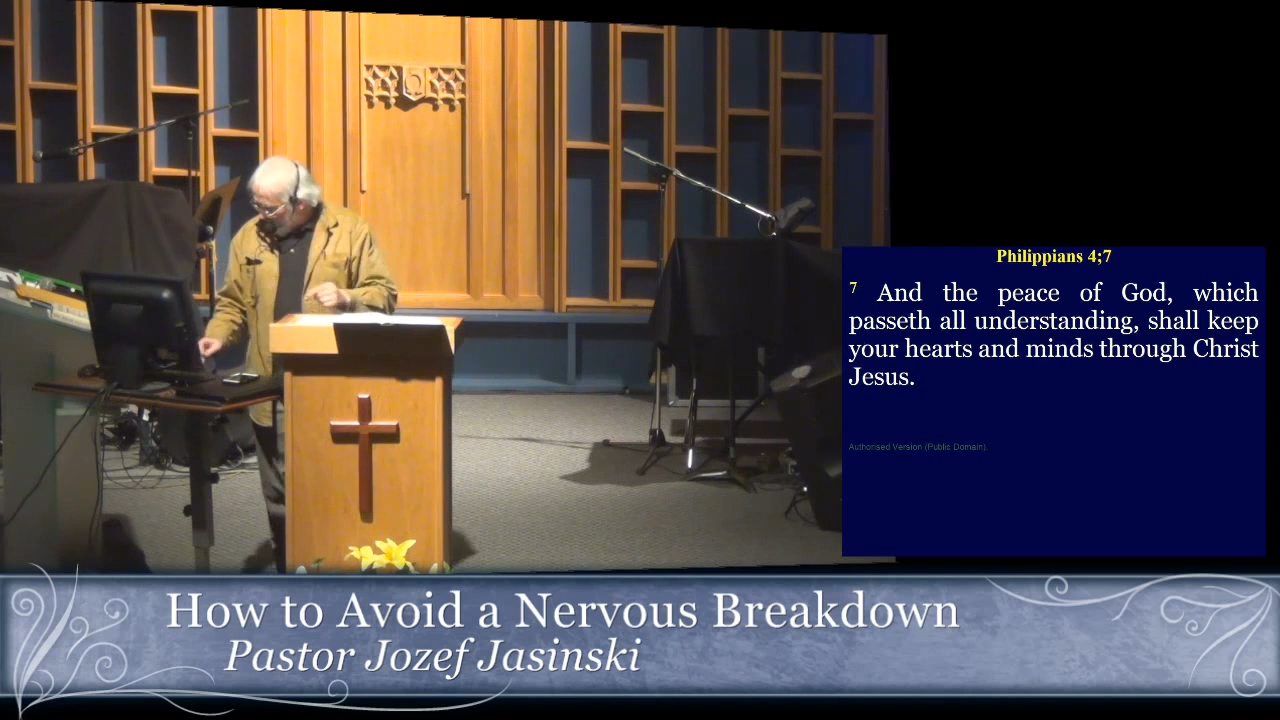 Philippians 4;7
7 And the peace of God, which
passeth all understanding, shall keep
your hearts and minds through Christ
Jesus.
Authorised Version (Public Domain)
How to Avoid a Nervous Breakdown
Pastor Jozef Jasinski